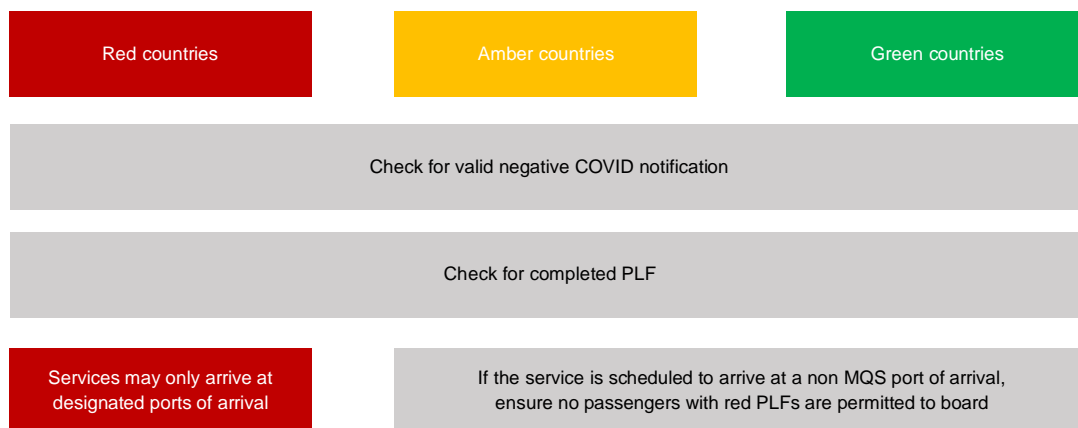 Red countries
Amber countries
Green countries
Check for valid negative COVID notification
Check for completed PLF
Services may only arrive at
designated ports of arrival
If the service is scheduled to arrive at a non MQS port of arrival,
ensure no passengers with red PLFs are permitted to board